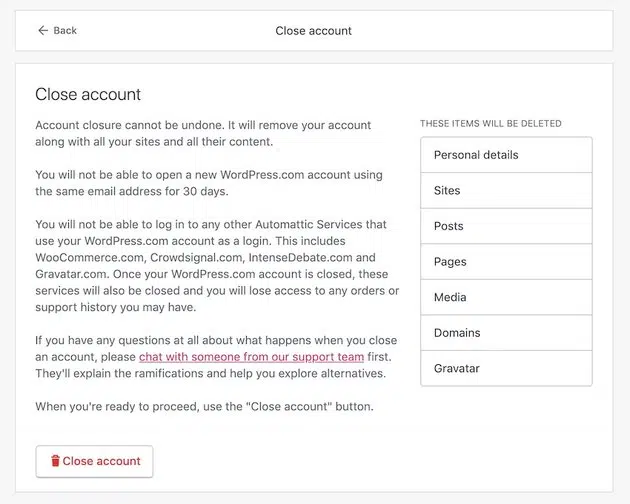 Back
Close account
Close account
Account closure cannot be undone. It will remove your account
along with all your sites and all their content.
You will not be able to open a new WordPress.com account using
the same email address for 30 days.
You will not be able to log in to any other Automattic Services that
use your WordPress.com account as a login. This includes
WooCommerce.com, Crowdsignal.com, IntenseDebate.com and
Gravatar.com. Once your WordPress.com account is closed, these
services will also be closed and you will lose access to any orders or
support history you may have.
If you have any questions at all about what happens when you close
an account, please chat with someone from our support team first.
They'll explain the ramifications and help you explore alternatives.
When you're ready to proceed, use the "Close account" button.
Close account
THESE ITEMS WILL BE DELETED
Personal details
Sites
Posts
Pages
Media
Domains
Gravatar